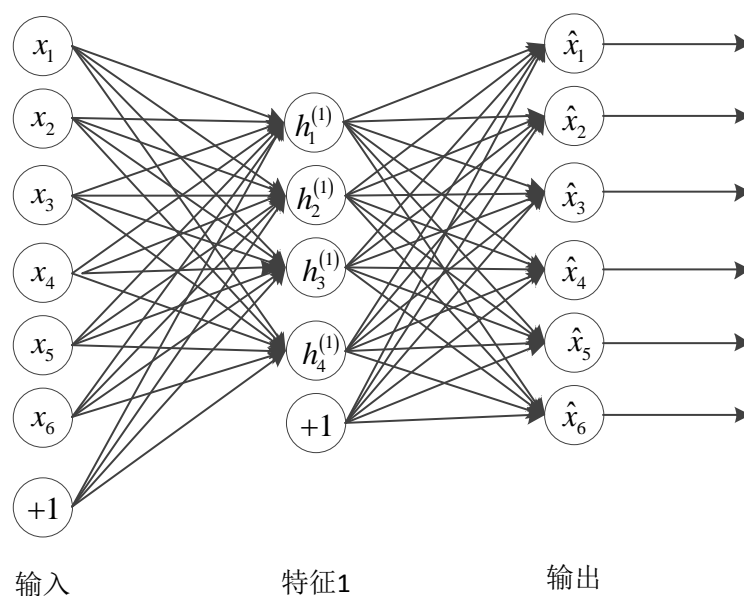 x₁
x₂
x₃
x₄
x₅
x₆
+1
输入
h₁⁽¹⁾
h₂⁽¹⁾
h₃⁽¹⁾
h₄⁽¹⁾
+1
特征1
x̂₁
x̂₂
x̂₃
x̂₄
x̂₅
x̂₆
输出